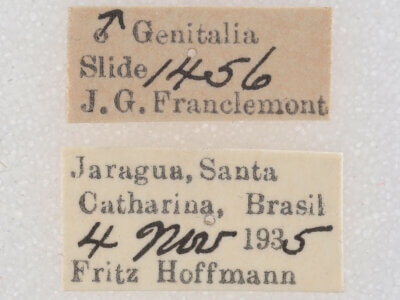 ♂ Genitalia
Slide 1456
J. G. Franclemont
Jaragua, Santa
Catharina, Brasil
4 Nov 1935
Fritz Hoffmann